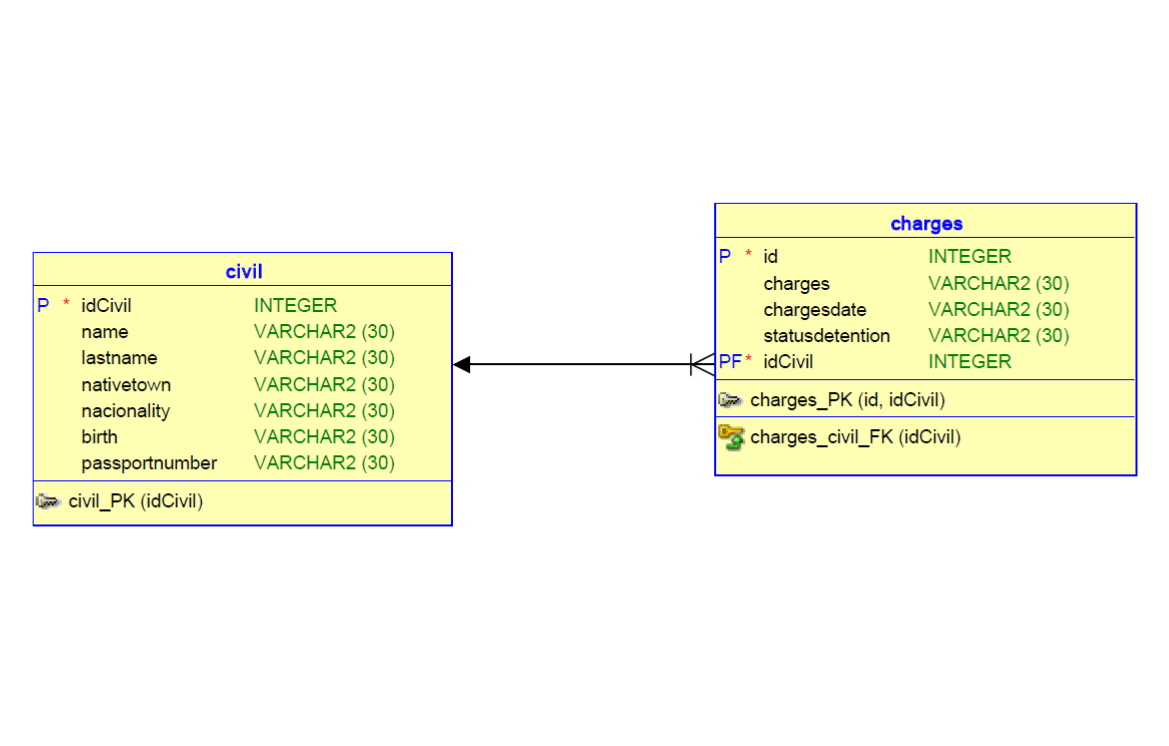 civil
P * idCivil INTEGER
name VARCHAR2 (30)
lastname VARCHAR2 (30)
nativetown VARCHAR2 (30)
nacionality VARCHAR2 (30)
birth VARCHAR2 (30)
passportnumber VARCHAR2 (30)
civil_PK (idCivil)
charges
P * id INTEGER
charges VARCHAR2 (30)
chargesdate VARCHAR2 (30)
statusdetention VARCHAR2 (30)
PF* idCivil INTEGER
charges_PK (id, idCivil)
charges_civil_FK (idCivil)